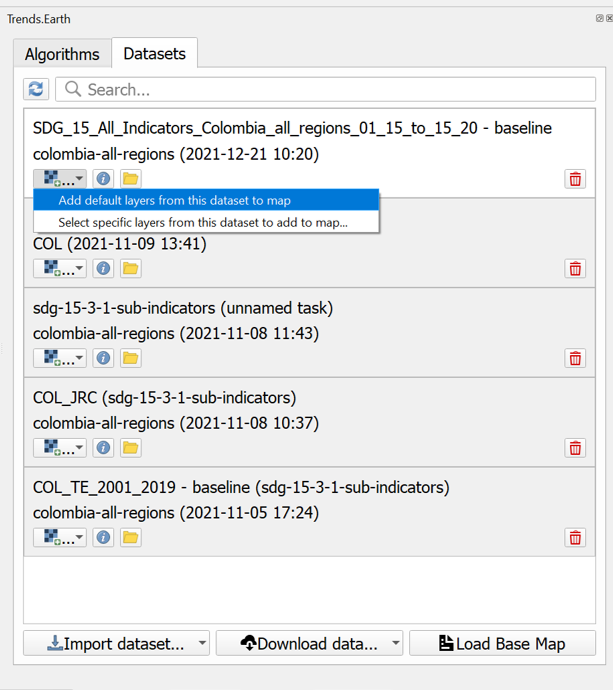 Trends.Earth
Algorithms Datasets
Search...
SDG_15_All_Indicators_Colombia_all_regions_01_15_to_15_20 - baseline
colombia-all-regions (2021-12-21 10:20)
...
Add default layers from this dataset to map
Select specific layers from this dataset to add to map...
COL (2021-11-09 13:41)
...
sdg-15-3-1-sub-indicators (unnamed task)
colombia-all-regions (2021-11-08 11:43)
...
COL_JRC (sdg-15-3-1-sub-indicators)
colombia-all-regions (2021-11-08 10:37)
...
COL_TE_2001_2019 - baseline (sdg-15-3-1-sub-indicators)
colombia-all-regions (2021-11-05 17:24)
...
Import dataset... Download data... Load Base Map